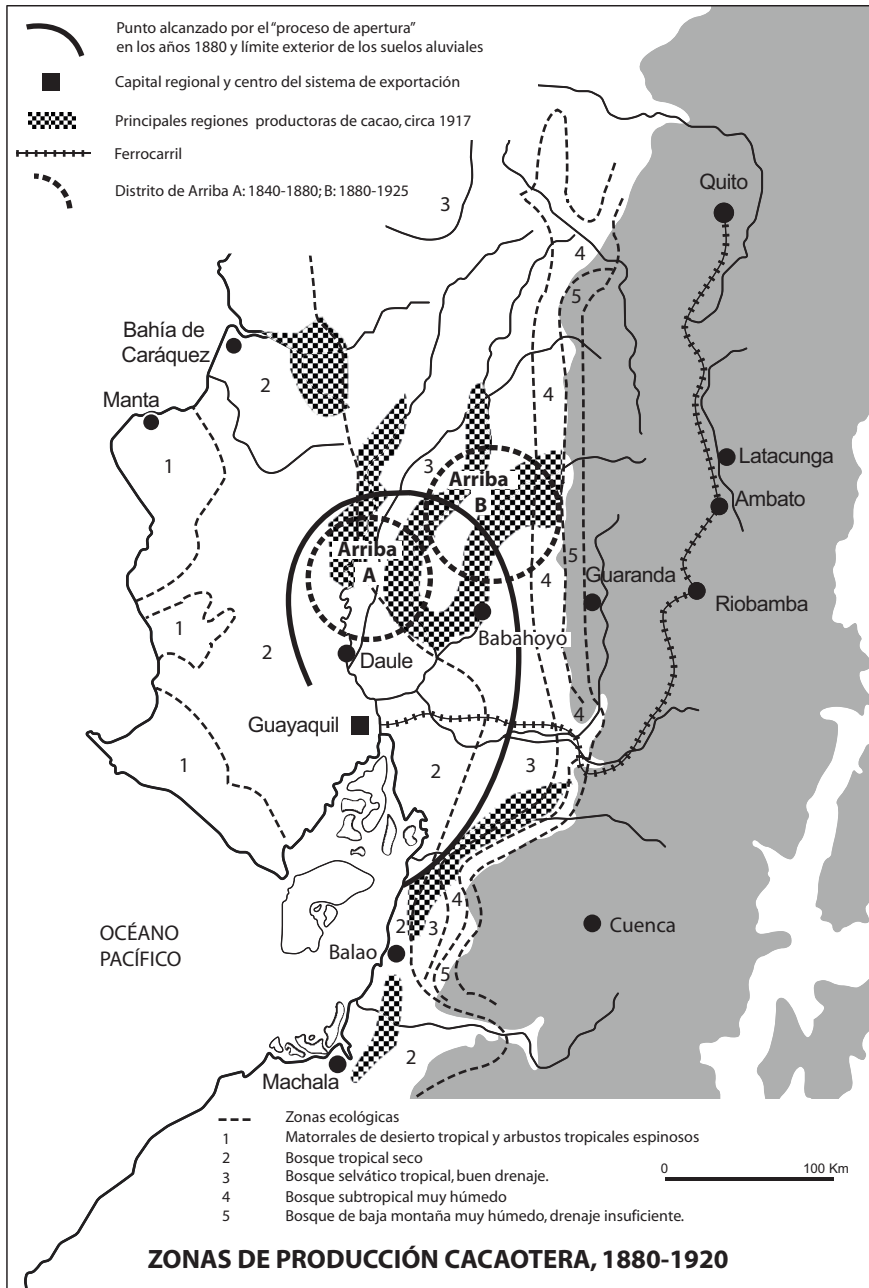 Punto alcanzado por el “proceso de apertura”
en los años 1880 y límite exterior de los suelos aluviales
Capital regional y centro del sistema de exportación
Principales regiones productoras de cacao, circa 1917
Ferrocarril
Distrito de Arriba A: 1840-1880; B: 1880-1925
3
Quito
4
5
Bahía de
Caráquez
2
4
Manta
1
3
Arriba
B
Latacunga
Ambato
Arriba
A
5
4
Guaranda
Riobamba
1
2
Babahoyo
Daule
4
Guayaquil
1
2
3
4
2
3
Cuenca
OCÉANO
PACÍFICO
Balao
5
Machala
2
Zonas ecológicas
1 Matorrales de desierto tropical y arbustos tropicales espinosos
2 Bosque tropical seco
3 Bosque selvático tropical, buen drenaje.
4 Bosque subtropical muy húmedo
5 Bosque de baja montaña muy húmedo, drenaje insuficiente.
0 100 Km
ZONAS DE PRODUCCIÓN CACAOTERA, 1880-1920